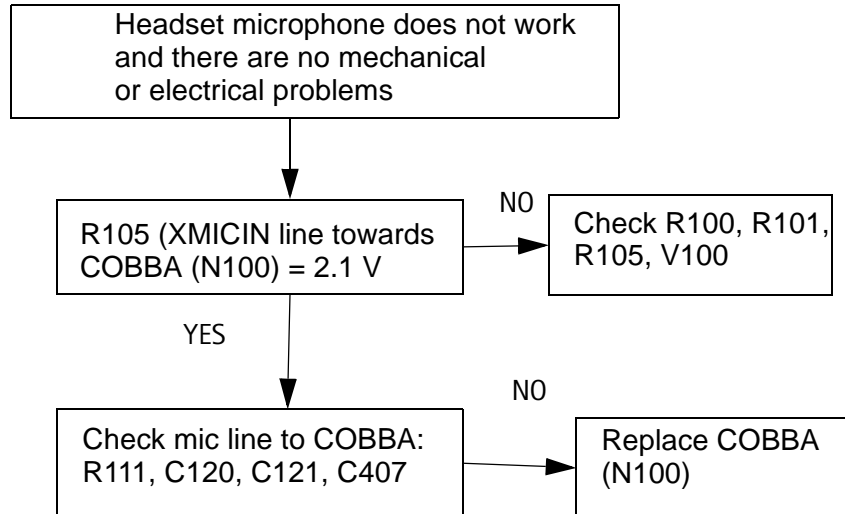 Headset microphone does not work
and there are no mechanical
or electrical problems
R105 (XMICIN line towards
COBBA (N100) = 2.1 V
NO
Check R100, R101,
R105, V100
YES
Check mic line to COBBA:
R111, C120, C121, C407
NO
Replace COBBA
(N100)